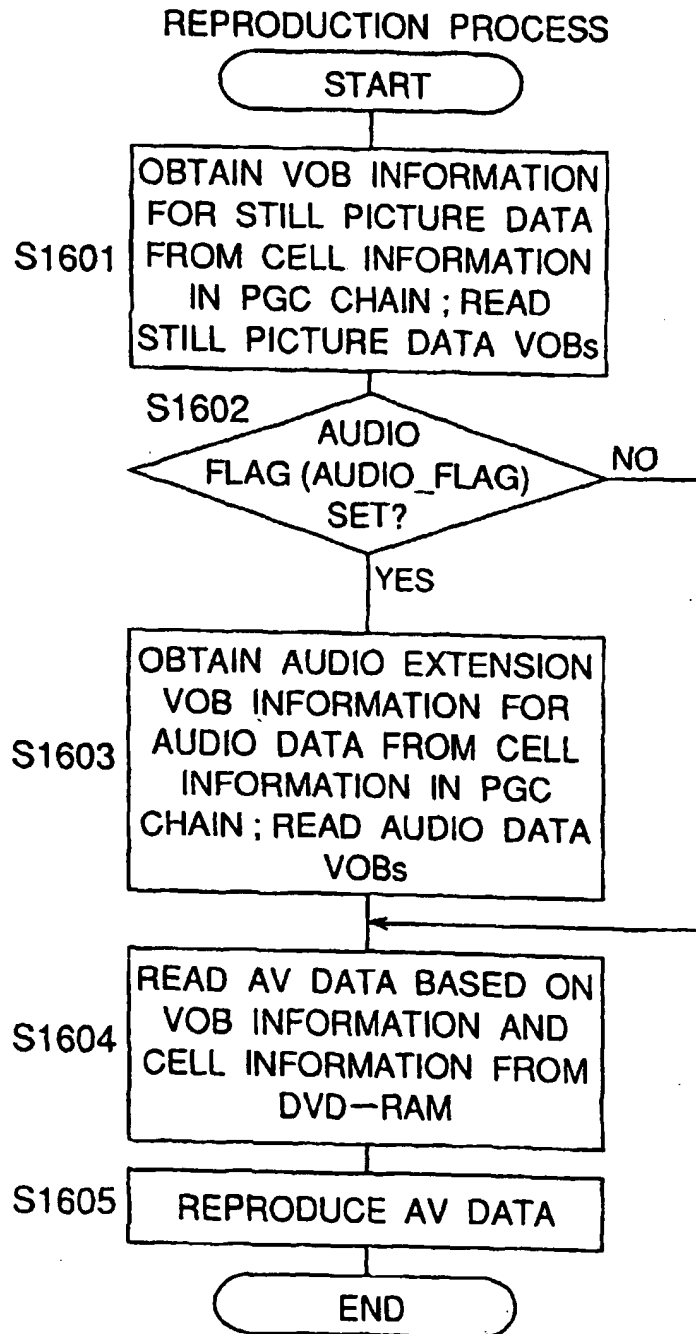 REPRODUCTION PROCESS
START
S1601
OBTAIN VOB INFORMATION
FOR STILL PICTURE DATA
FROM CELL INFORMATION
IN PGC CHAIN ; READ
STILL PICTURE DATA VOBs
S1602
AUDIO
FLAG (AUDIO_FLAG)
SET?
NO
YES
S1603
OBTAIN AUDIO EXTENSION
VOB INFORMATION FOR
AUDIO DATA FROM CELL
INFORMATION IN PGC
CHAIN ; READ AUDIO DATA
VOBs
S1604
READ AV DATA BASED ON
VOB INFORMATION AND
CELL INFORMATION FROM
DVD-RAM
S1605
REPRODUCE AV DATA
END